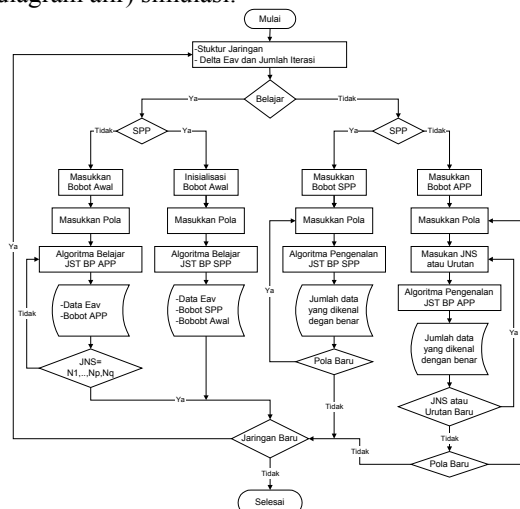 (diagram alir) simulasi.
Mulai
-Stuktur Jaringan
- Delta Eav dan Jumlah Iterasi
Ya
Belajar
Tidak
Tidak
SPP
Ya
Ya
SPP
Tidak
Masukkan
Bobot Awal
Inisialisasi
Bobot Awal
Masukkan
Bobot SPP
Masukkan
Bobot APP
Masukkan Pola
Masukkan Pola
Masukkan Pola
Masukkan Pola
Ya
Algoritma Belajar
JST BP APP
Algoritma Belajar
JST BP SPP
Algoritma Pengenalan
JST BP SPP
Masukan JNS
atau Urutan
Algoritma Pengenalan
JST BP APP
Tidak
-Data Eav
-Bobot APP
-Data Eav
-Bobot SPP
-Bobobt Awal
Ya
Jumlah data
yang dikenal
degan benar
Ya
Jumlah data
yang dikenal
dengan benar
JNS=
N1,..,Np,Nq
Pola Baru
JNS atau
Urutan Baru
Ya
Tidak
Tidak
Jaringan Baru
Tidak
Pola Baru
Tidak
Selesai